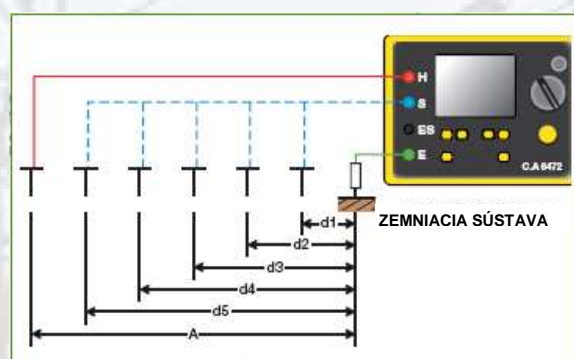 H
S
ES
E
C.A 6472
ZEMNIACIA SÚSTAVA
d1
d2
d3
d4
d5
A